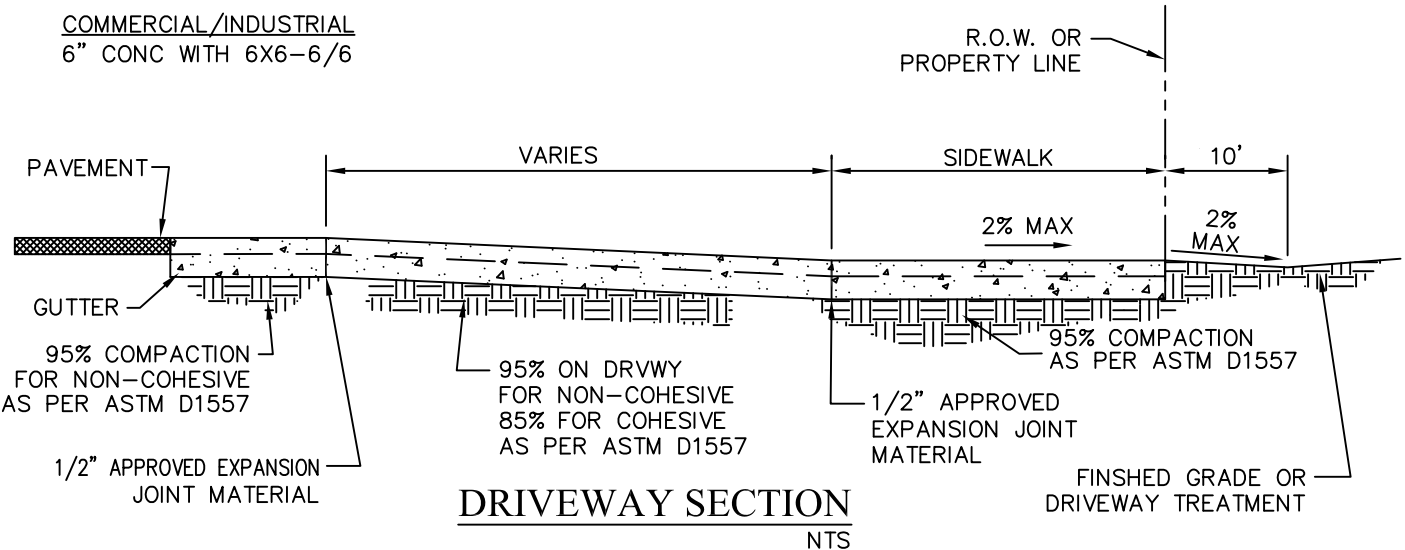 COMMERCIAL/INDUSTRIAL
6” CONC WITH 6X6-6/6
R.O.W. OR
PROPERTY LINE
PAVEMENT
VARIES
SIDEWALK
10’
2% MAX
2%
MAX
GUTTER
95% COMPACTION
FOR NON-COHESIVE
AS PER ASTM D1557
95% ON DRVWY
FOR NON-COHESIVE
85% FOR COHESIVE
AS PER ASTM D1557
95% COMPACTION
AS PER ASTM D1557
1/2” APPROVED
EXPANSION JOINT
MATERIAL
1/2” APPROVED EXPANSION
JOINT MATERIAL
FINSHED GRADE OR
DRIVEWAY TREATMENT
DRIVEWAY SECTION
NTS